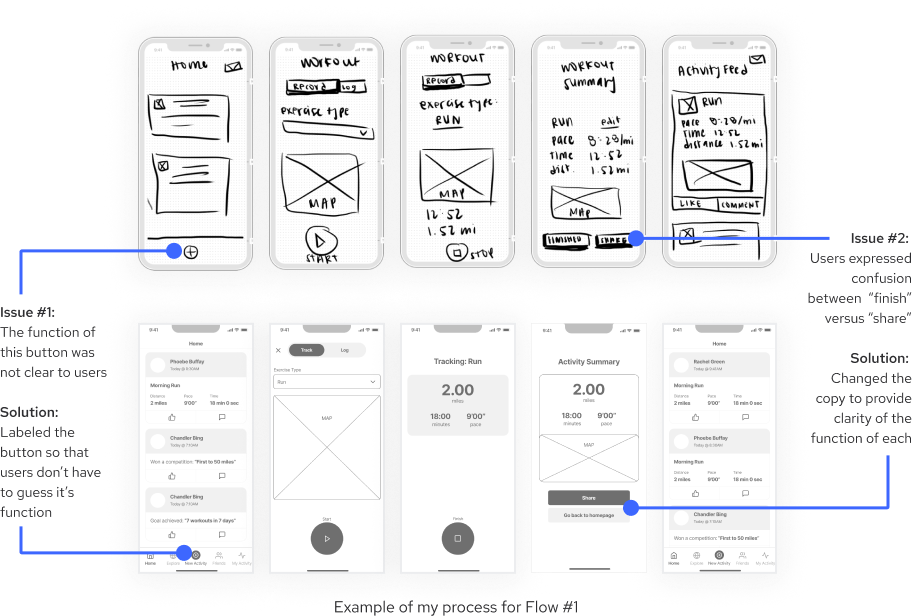 9:41
HOME
9:41
WORKOUT
RECORD LOG
exercise type
MAP
START
9:41
WORKOUT
RECORD
exercise type:
RUN
MAP
12:52
1.52 mi
STOP
9:41
WORKOUT
Summary
RUN edit
pace 8:28/mi
TIME 12:52
dist. 1.52 mi
MAP
FINISHED SHARE
9:41
Activity Feed
RUN
pace 8:28/mi
Time 12:52
distance 1.52 mi
LIKE COMMENT
Issue #1:
The function of
this button was
not clear to users
Solution:
Labeled the
button so that
users don’t have
to guess it’s
function
Issue #2:
Users expressed
confusion
between “finish”
versus “share”
Solution:
Changed the
copy to provide
clarity of the
function of each
9:41
Home
Phoebe Buffay
Today @ 8:30AM
Morning Run
Distance Pace Time
2 miles 9'00" 18 min 0 sec
Chandler Bing
Today @ 7:10AM
Won a competition: "First to 50 miles"
Chandler Bing
Today @ 7:10AM
Goal achieved: "7 workouts in 7 days"
Home Explore New Activity Friends My Activity
9:41
Track Log
Exercise Type
Run
MAP
Start
9:41
Tracking: Run
2.00
miles
18:00 9'00"
minutes pace
9:41
Activity Summary
2.00
miles
18:00 9'00"
minutes pace
MAP
Share
Go back to homepage
9:41
Home
Rachel Green
Morning Run
Distance Pace Time
2 miles 9'00" 18 min 0 sec
Phoebe Buffay
Today @ 8:30AM
Morning Run
Distance Pace Time
2 miles 9'00" 18 min 0 sec
Chandler Bing
Today @ 7:10AM
Won a competition: "First to 50 miles"
Home Explore New Activity Friends My Activity
Example of my process for Flow #1